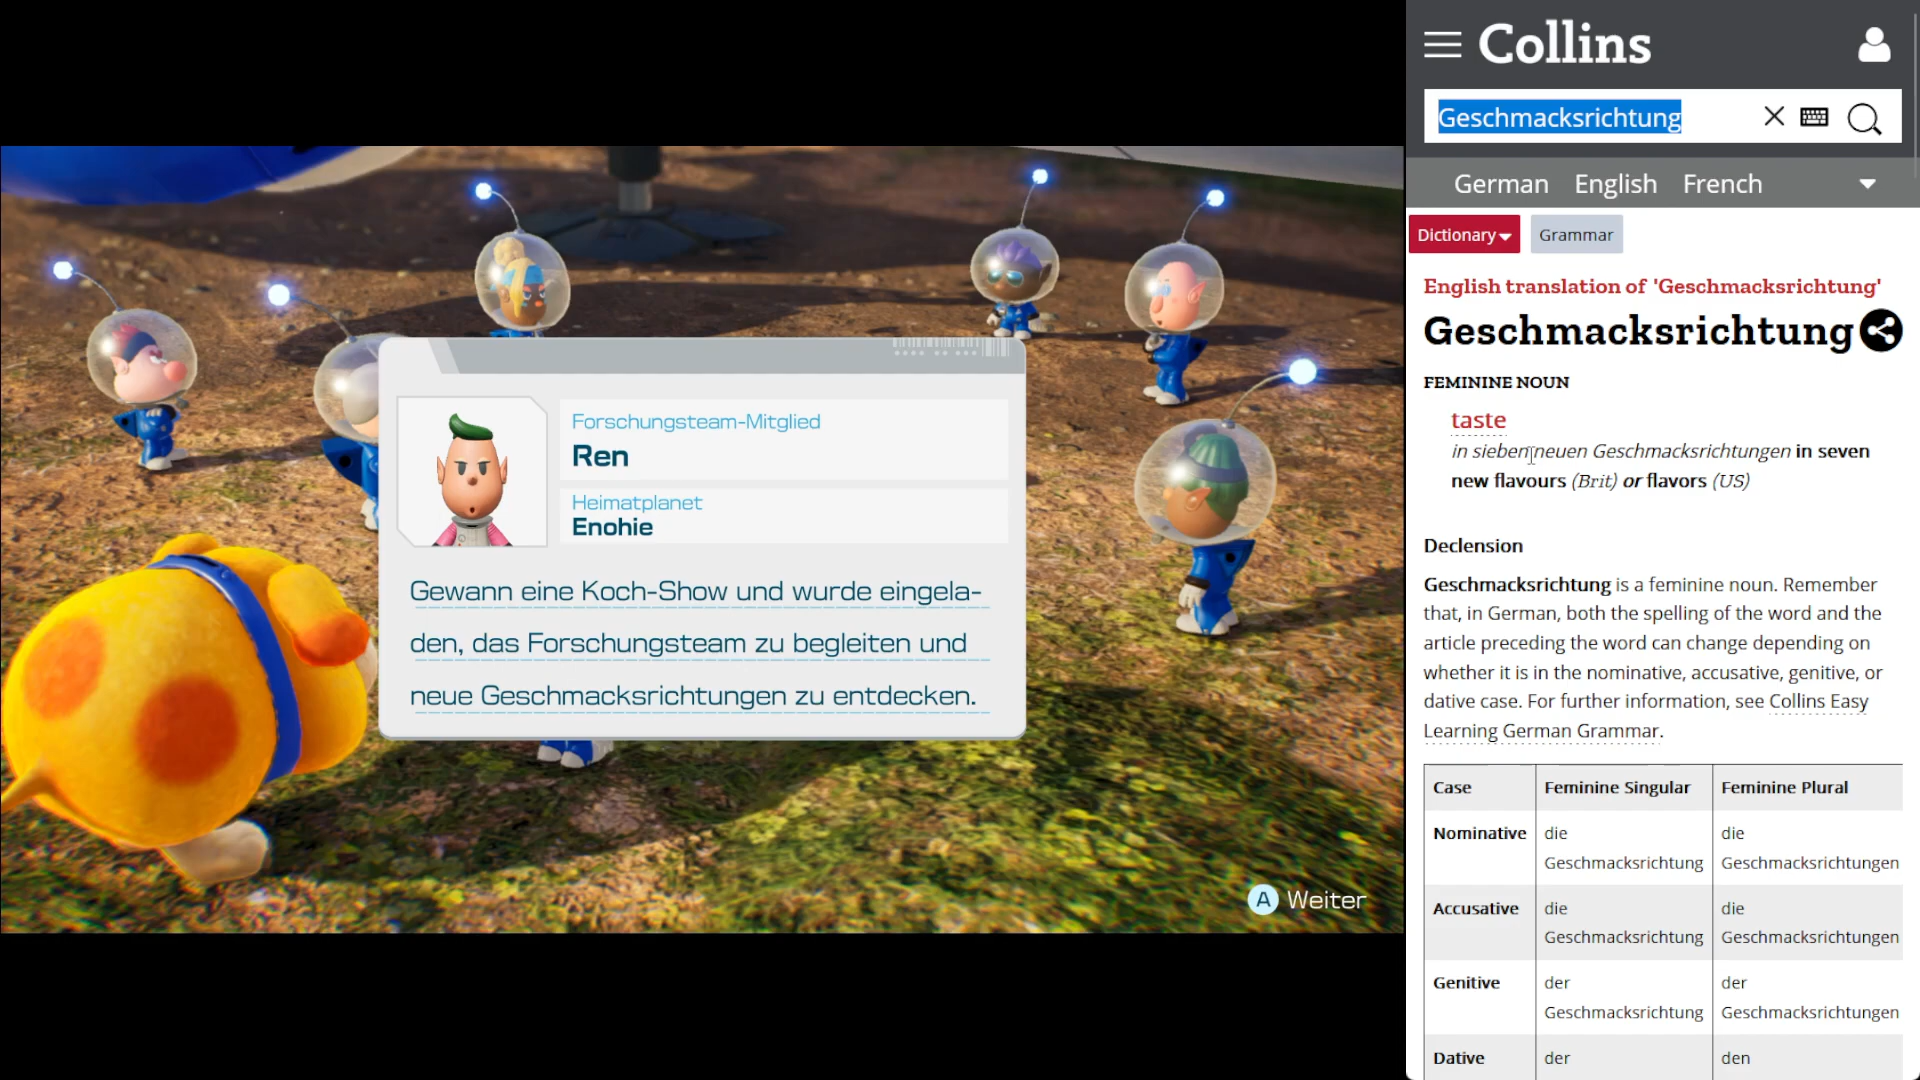 Forschungsteam-Mitglied
Ren
Heimatplanet
Enohie
Gewann eine Koch-Show und wurde eingela-
den, das Forschungsteam zu begleiten und
neue Geschmacksrichtungen zu entdecken.
A Weiter
Collins
Geschmacksrichtung
German English French
Dictionary Grammar
English translation of 'Geschmacksrichtung'
Geschmacksrichtung
FEMININE NOUN
taste
in sieben neuen Geschmacksrichtungen in seven
new flavours (Brit) or flavors (US)
Declension
Geschmacksrichtung is a feminine noun. Remember
that, in German, both the spelling of the word and the
article preceding the word can change depending on
whether it is in the nominative, accusative, genitive, or
dative case. For further information, see Collins Easy
Learning German Grammar.
Case Feminine Singular Feminine Plural
Nominative die Geschmacksrichtung die Geschmacksrichtungen
Accusative die Geschmacksrichtung die Geschmacksrichtungen
Genitive der Geschmacksrichtung der Geschmacksrichtungen
Dative der den